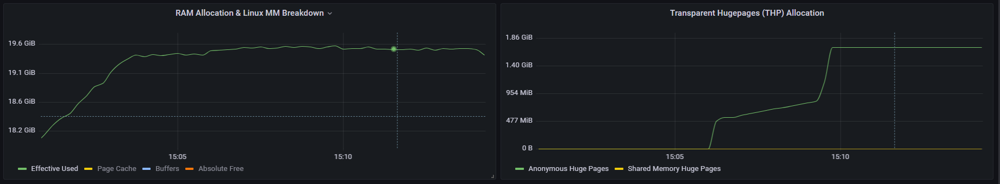 RAM Allocation & Linux MM Breakdown
19.6 GiB
19.1 GiB
18.6 GiB
18.2 GiB
15:05 15:10
Effective Used Page Cache Buffers Absolute Free
Transparent Hugepages (THP) Allocation
1.86 GiB
1.40 GiB
954 MiB
477 MiB
0 B
15:05 15:10
Anonymous Huge Pages Shared Memory Huge Pages